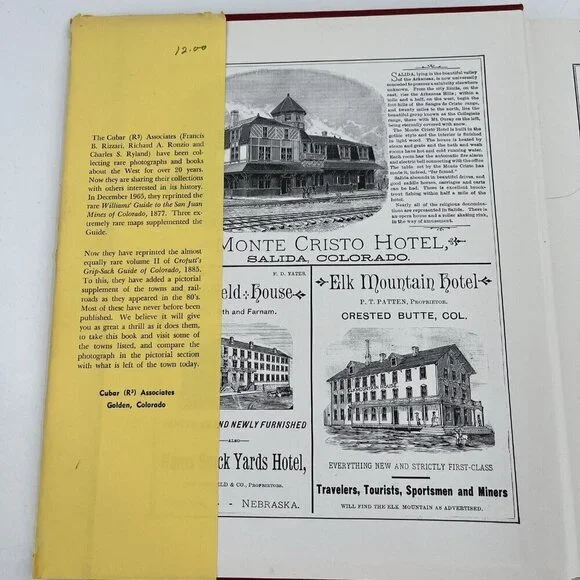 12.00
The Cubar (R³) Associates (Francis
B. Rizzari, Richard A. Ronzio and
Charles S. Ryland) have been col-
lecting rare photographs and books
about the West for over 20 years.
Now they are sharing their collections
with others interested in its history.
In December 1965, they reprinted the
rare Williams' Guide to the San Juan
Mines of Colorado, 1877. Three ex-
tremely rare maps supplemented the
Guide.
Now they have reprinted the almost
equally rare volume II of Crofutt's
Grip-Sack Guide of Colorado, 1885.
To this, they have added a pictorial
supplement of the towns and rail-
roads as they appeared in the 80's.
Most of these have never before been
published. We believe it will give
you as great a thrill as it does them,
to take this book and visit some of
the towns listed, and compare the
photograph in the pictorial section
with what is left of the town today.
Cubar (R³) Associates
Golden, Colorado
SALIDA, lying in the beautiful valley
of the Arkansas, is now universally
conceded to possess a salubrity elsewhere
unknown. From the city limits, on the
east, rise the Arkansas Hills; within a
mile and a half, on the west, begin the
foot hills of the Sangre de Cristo range,
and twenty miles to the north, lies the
beautiful group known as the Collegiate
range, these with Mt. Ouray on the left,
being eternally covered with snow.
The Monte Cristo Hotel is built in the
gothic style and the interior is finished
in light wood. The house is heated by
steam and grate and the bath and wash
rooms have hot and cold running water.
Each room has the automatic fire alarm
and electric bell connecting with the office
The table set by the Monte Cristo has
made it, indeed, "far famed."
Salida abounds in beautiful drives, and
good saddle horses, carriages and carts
can be had. There is excellent brook-
trout fishing within half a mile of the
hotel.
Nearly all of the religious denomina-
tions are represented in Salida. There is
an opera house and a roller skating rink,
in the way of amusement.
MONTE CRISTO HOTEL,
SALIDA, COLORADO.
F. D. YATES.
eld House
th and Farnam.
AND NEWLY FURNISHED
ALSO
ck Yards Hotel,
ELD & CO., PROPRIETORS.
- NEBRASKA.
Elk Mountain Hotel
P. T. PATTEN, PROPRIETOR.
CRESTED BUTTE, COL.
EVERYTHING NEW AND STRICTLY FIRST-CLASS
Travelers, Tourists, Sportsmen and Miners
WILL FIND THE ELK MOUNTAIN AS ADVERTISED.